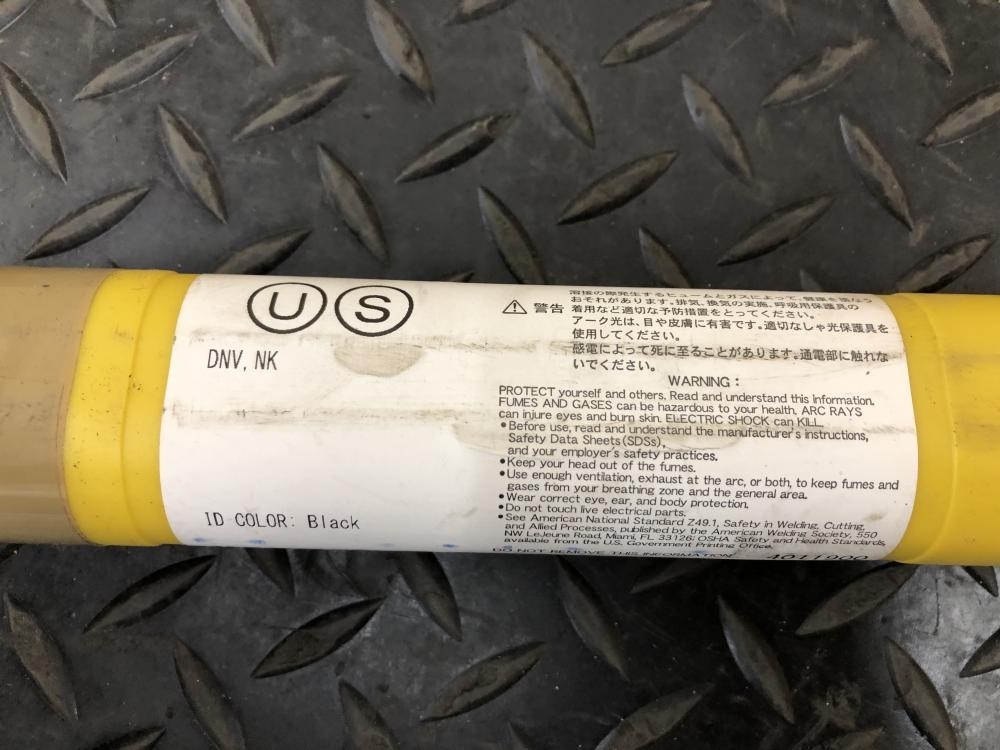 U S
DNV, NK
ID COLOR: Black
溶接の際発生するヒュームとガスによって、健康を損なう
おそれがあります。排気、換気の実施、呼吸用保護具の
⚠ 警告 着用など適切な予防措置をとってください。
アーク光は、目や皮膚に有害です。適切なしゃ光保護具を
使用してください。
感電によって死に至ることがあります。通電部に触れな
いでください。
WARNING:
PROTECT yourself and others. Read and understand this information.
FUMES AND GASES can be hazardous to your health. ARC RAYS
can injure eyes and burn skin. ELECTRIC SHOCK can KILL.
•Before use, read and understand the manufacturer's instructions,
Safety Data Sheets(SDSs),
and your employer's safety practices.
•Keep your head out of the fumes.
•Use enough ventilation, exhaust at the arc, or both, to keep fumes and
gases from your breathing zone and the general area.
•Wear correct eye, ear, and body protection.
•Do not touch live electrical parts.
•See American National Standard Z49.1, Safety in Welding, Cutting,
and Allied Processes, published by the American Welding Society, 550
NW LeJeune Road, Miami, FL 33126; OSHA Safety and Health Standards,
available from the U.S. Government Printing Office.
DO NOT REMOVE THIS INFORMATION